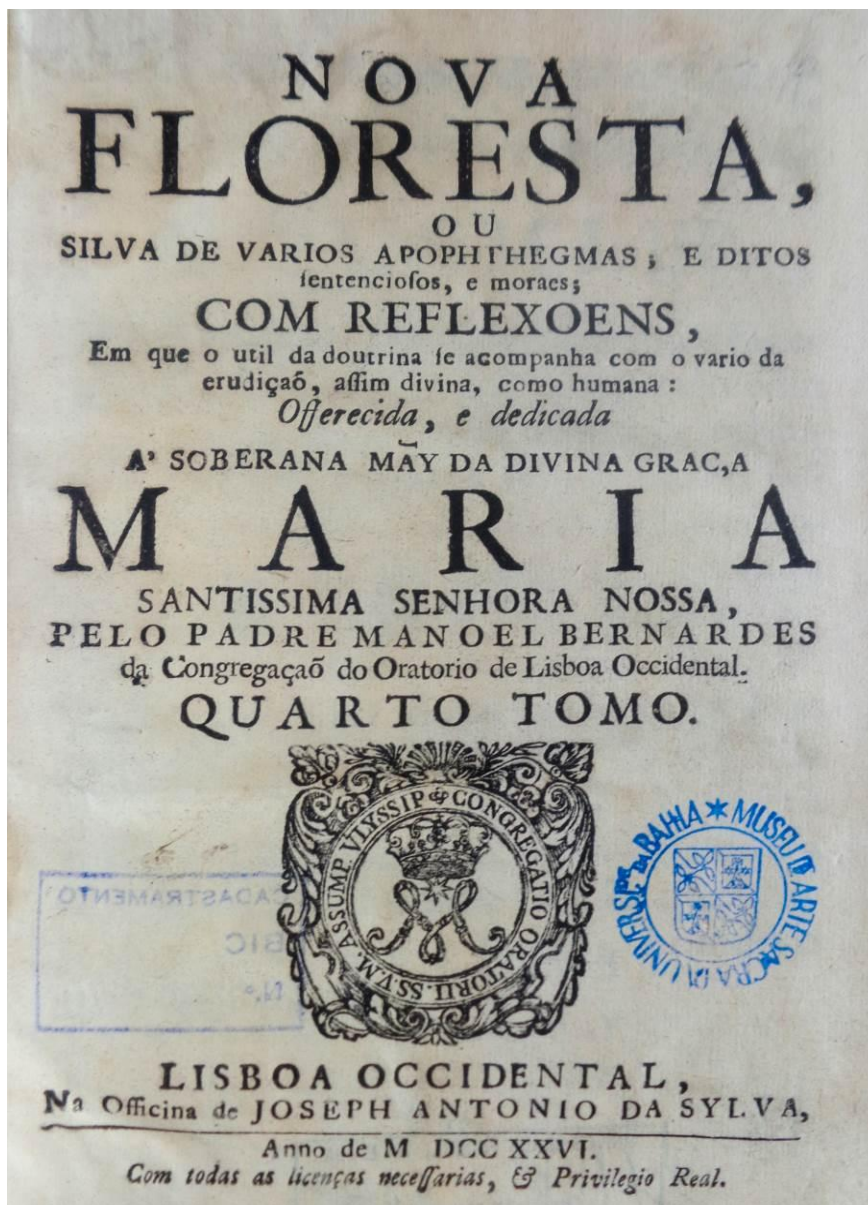 NOVA
FLORESTA,
OU
SILVA DE VARIOS APOPHTHEGMAS; E DITOS
ſentencioſos, e moraes;
COM REFLEXOENS,
Em que o util da doutrina ſe acompanha com o vario da
erudiçaõ, aſſim divina, como humana:
Offerecida, e dedicada
A' SOBERANA MÃY DA DIVINA GRAC,A
MARIA
SANTISSIMA SENHORA NOSSA,
PELO PADRE MANOEL BERNARDES
da Congregaçaõ do Oratorio de Lisboa Occidental.
QUARTO TOMO.
CONGREGATIO ORATORII. SS. V. M. ASSUMP. VLYSSIP
MUSEU DE ARTE SACRA DA UNIVERSE DA BAHIA
CADASTRAMENTO
BIC
N.º
LISBOA OCCIDENTAL,
Na Officina de JOSEPH ANTONIO DA SYLVA,
Anno de M DCC XXVI.
Com todas as licenças neceſſarias, & Privilegio Real.